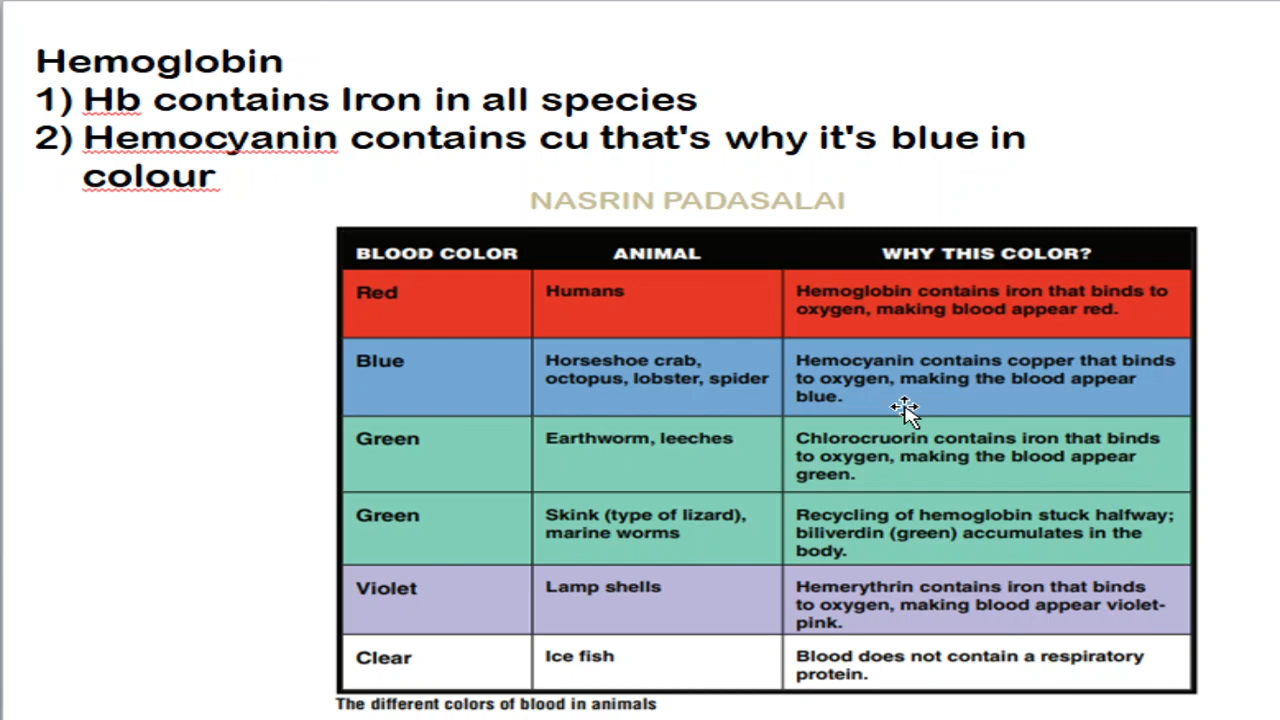 Hemoglobin
1) Hb contains Iron in all species
2) Hemocyanin contains cu that's why it's blue in
colour
NASRIN PADASALAI
BLOOD COLOR ANIMAL WHY THIS COLOR?
Red Humans Hemoglobin contains iron that binds to
oxygen, making blood appear red.
Blue Horseshoe crab, Hemocyanin contains copper that binds
octopus, lobster, spider to oxygen, making the blood appear
blue.
Green Earthworm, leeches Chlorocruorin contains iron that binds
to oxygen, making the blood appear
green.
Green Skink (type of lizard), Recycling of hemoglobin stuck halfway;
marine worms biliverdin (green) accumulates in the
body.
Violet Lamp shells Hemerythrin contains iron that binds
to oxygen, making blood appear violet-
pink.
Clear Ice fish Blood does not contain a respiratory
protein.
The different colors of blood in animals